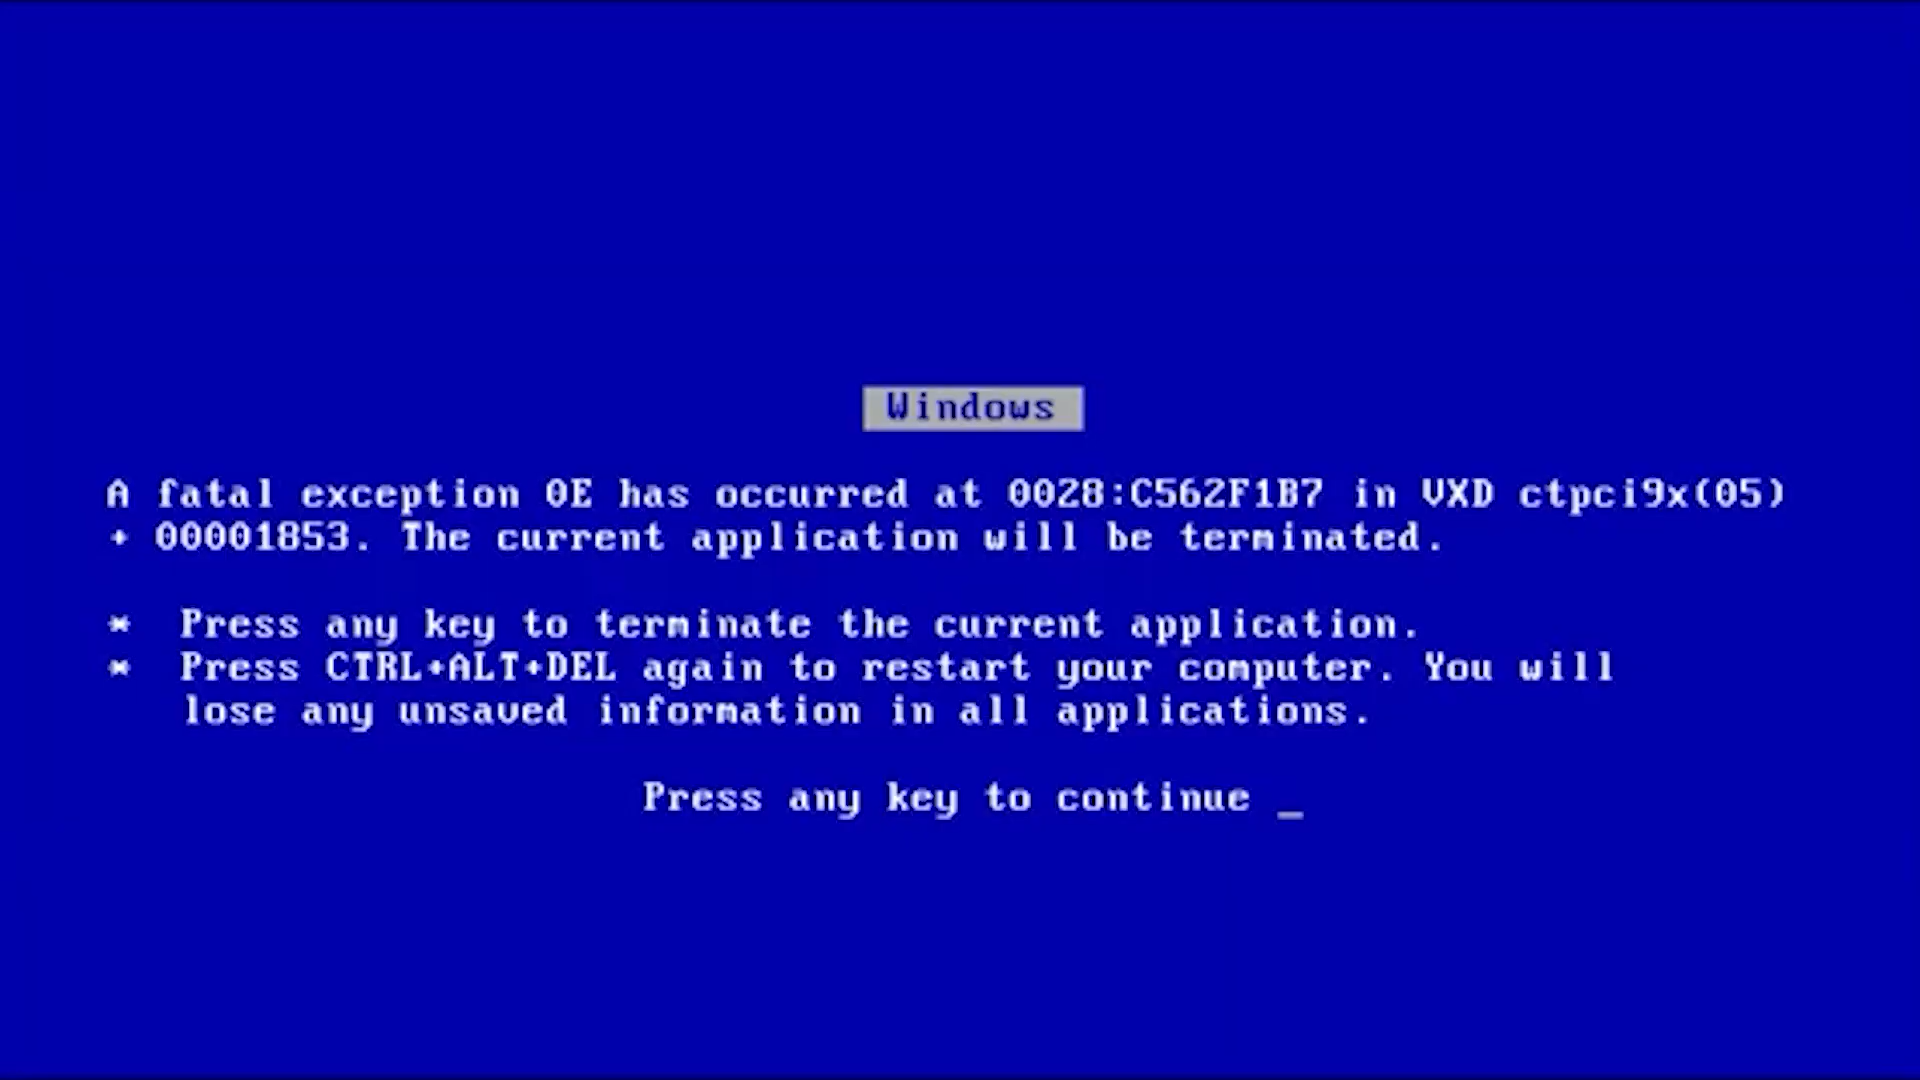 Windows
A fatal exception 0E has occurred at 0028:C562F1B7 in VXD ctpci9x(05)
+ 00001853. The current application will be terminated.
* Press any key to terminate the current application.
* Press CTRL+ALT+DEL again to restart your computer. You will
lose any unsaved information in all applications.
Press any key to continue _